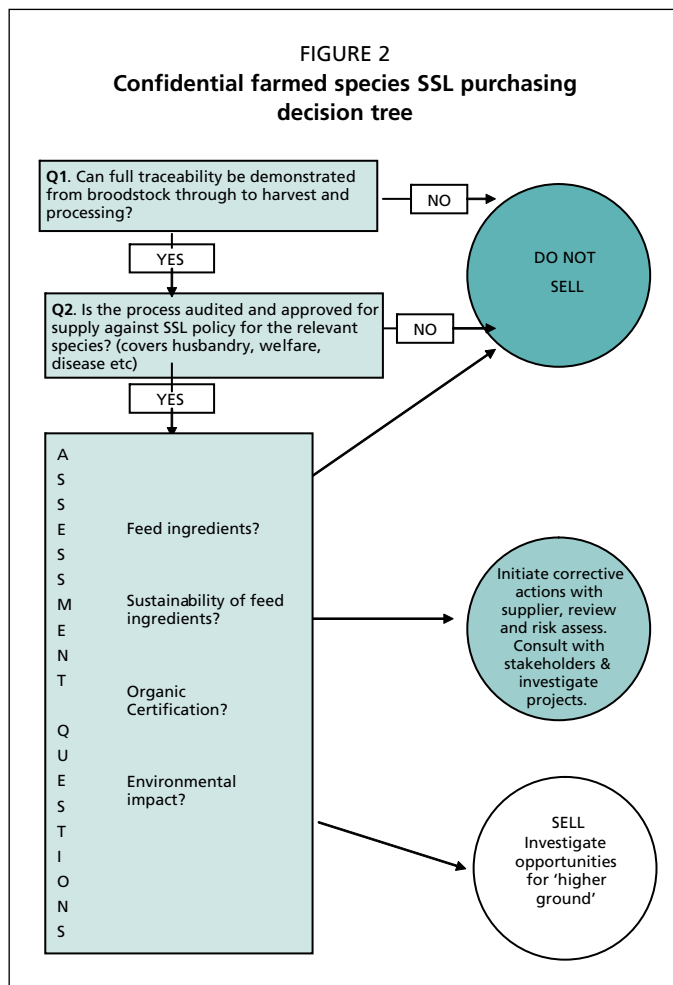 FIGURE 2
Confidential farmed species SSL purchasing
decision tree
Q1. Can full traceability be demonstrated
from broodstock through to harvest and
processing?
NO
DO NOT
SELL
YES
Q2. Is the process audited and approved for
supply against SSL policy for the relevant
species? (covers husbandry, welfare,
disease etc)
NO
YES
A
S
S
E
S
S
M
E
N
T
Q
U
E
S
T
I
O
N
S
Feed ingredients?
Sustainability of feed
ingredients?
Organic
Certification?
Environmental
impact?
Initiate corrective
actions with
supplier, review
and risk assess.
Consult with
stakeholders &
investigate
projects.
SELL
Investigate
opportunities
for ‘higher
ground’